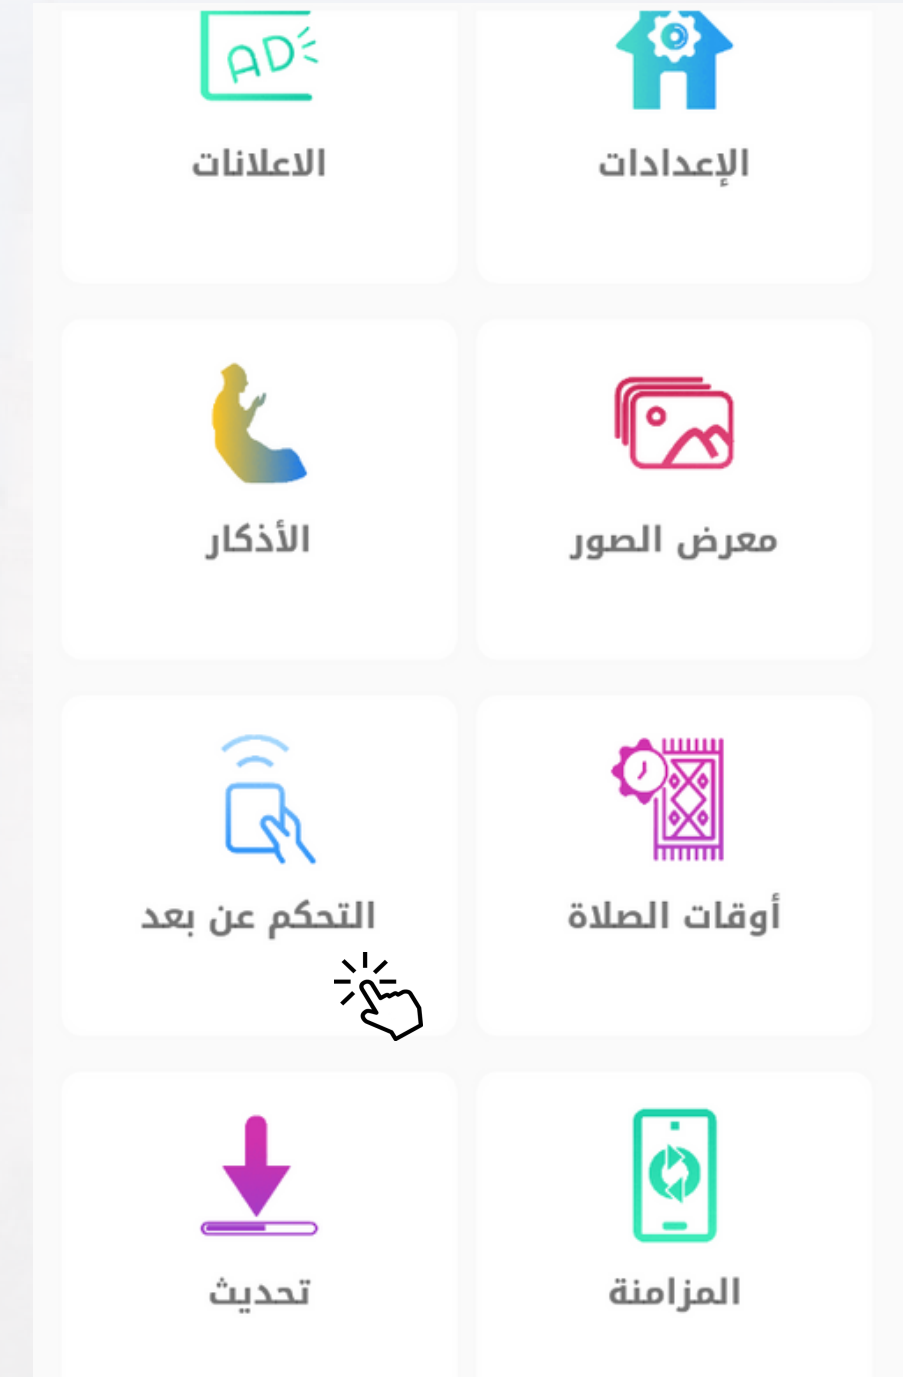 الإعدادات
الاعلانات
AD
معرض الصور
الأذكار
أوقات الصلاة
التحكم عن بعد
المزامنة
تحديث